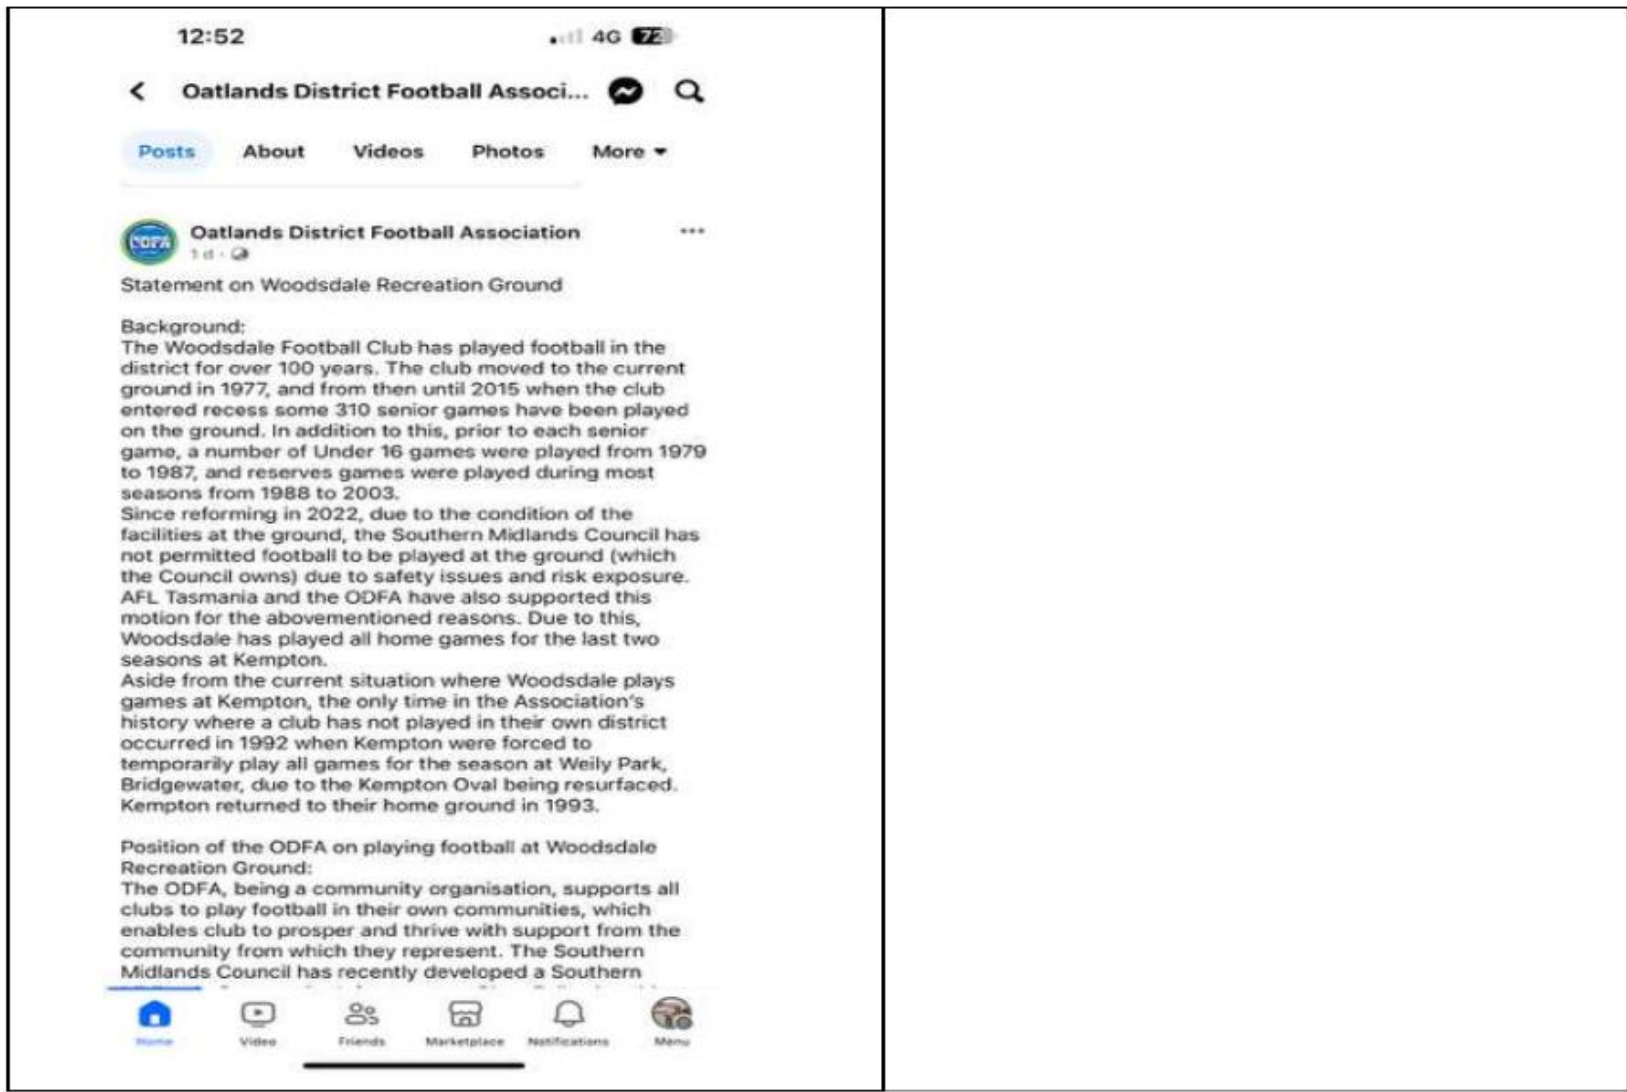 12:52
4G 72
Oatlands District Football Associ...
Posts About Videos Photos More
Oatlands District Football Association
1 d ·
Statement on Woodsdale Recreation Ground
Background:
The Woodsdale Football Club has played football in the
district for over 100 years. The club moved to the current
ground in 1977, and from then until 2015 when the club
entered recess some 310 senior games have been played
on the ground. In addition to this, prior to each senior
game, a number of Under 16 games were played from 1979
to 1987, and reserves games were played during most
seasons from 1988 to 2003.
Since reforming in 2022, due to the condition of the
facilities at the ground, the Southern Midlands Council has
not permitted football to be played at the ground (which
the Council owns) due to safety issues and risk exposure.
AFL Tasmania and the ODFA have also supported this
motion for the abovementioned reasons. Due to this,
Woodsdale has played all home games for the last two
seasons at Kempton.
Aside from the current situation where Woodsdale plays
games at Kempton, the only time in the Association's
history where a club has not played in their own district
occurred in 1992 when Kempton were forced to
temporarily play all games for the season at Weily Park,
Bridgewater, due to the Kempton Oval being resurfaced.
Kempton returned to their home ground in 1993.
Position of the ODFA on playing football at Woodsdale
Recreation Ground:
The ODFA, being a community organisation, supports all
clubs to play football in their own communities, which
enables club to prosper and thrive with support from the
community from which they represent. The Southern
Midlands Council has recently developed a Southern
Home Video Friends Marketplace Notifications Menu